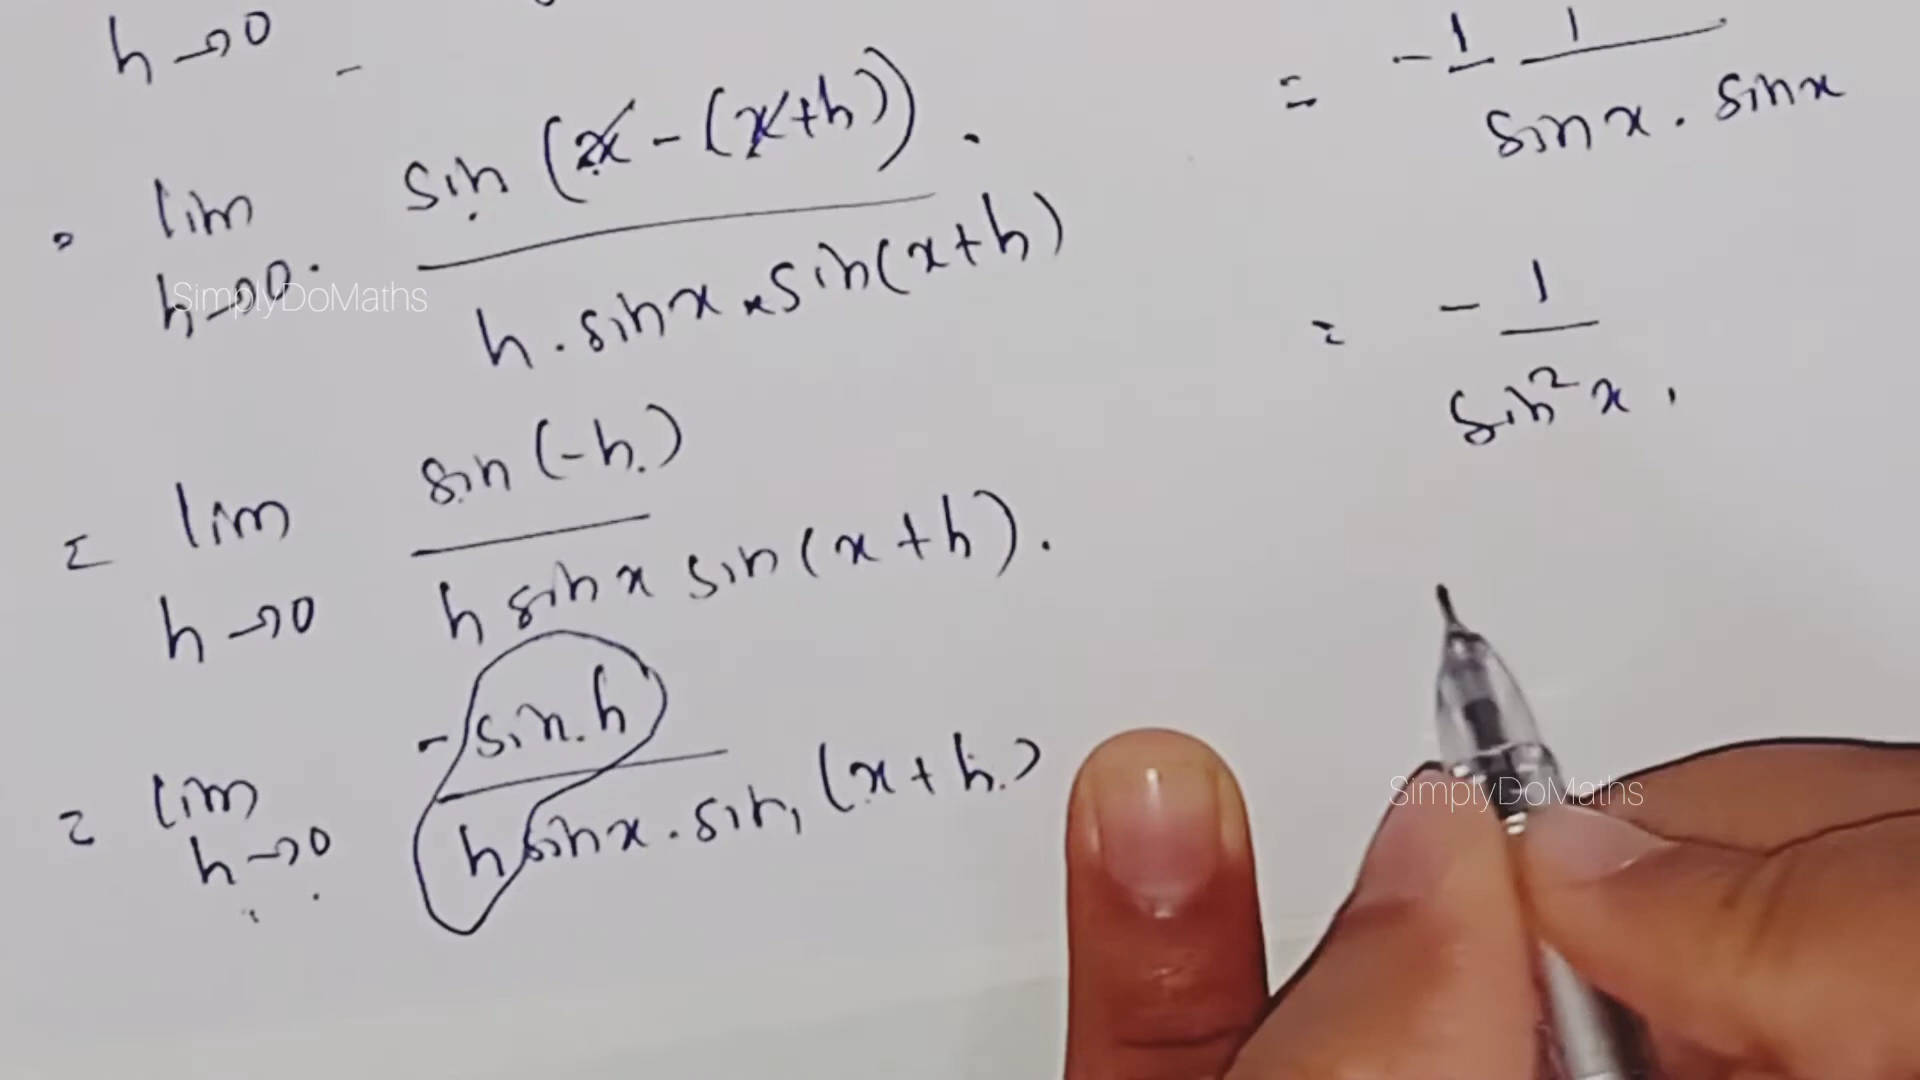 h→0
= lim h→0 sin(x-(x+h)) / h.sinx × sin(x+h)
= lim h→0 sin(-h) / h sinx sin(x+h).
= lim h→0 -sin.h / h sinx.sin(x+h)
= -1 1/sinx.sinx
= -1/sin²x.
SimplyDoMaths
SimplyDoMaths